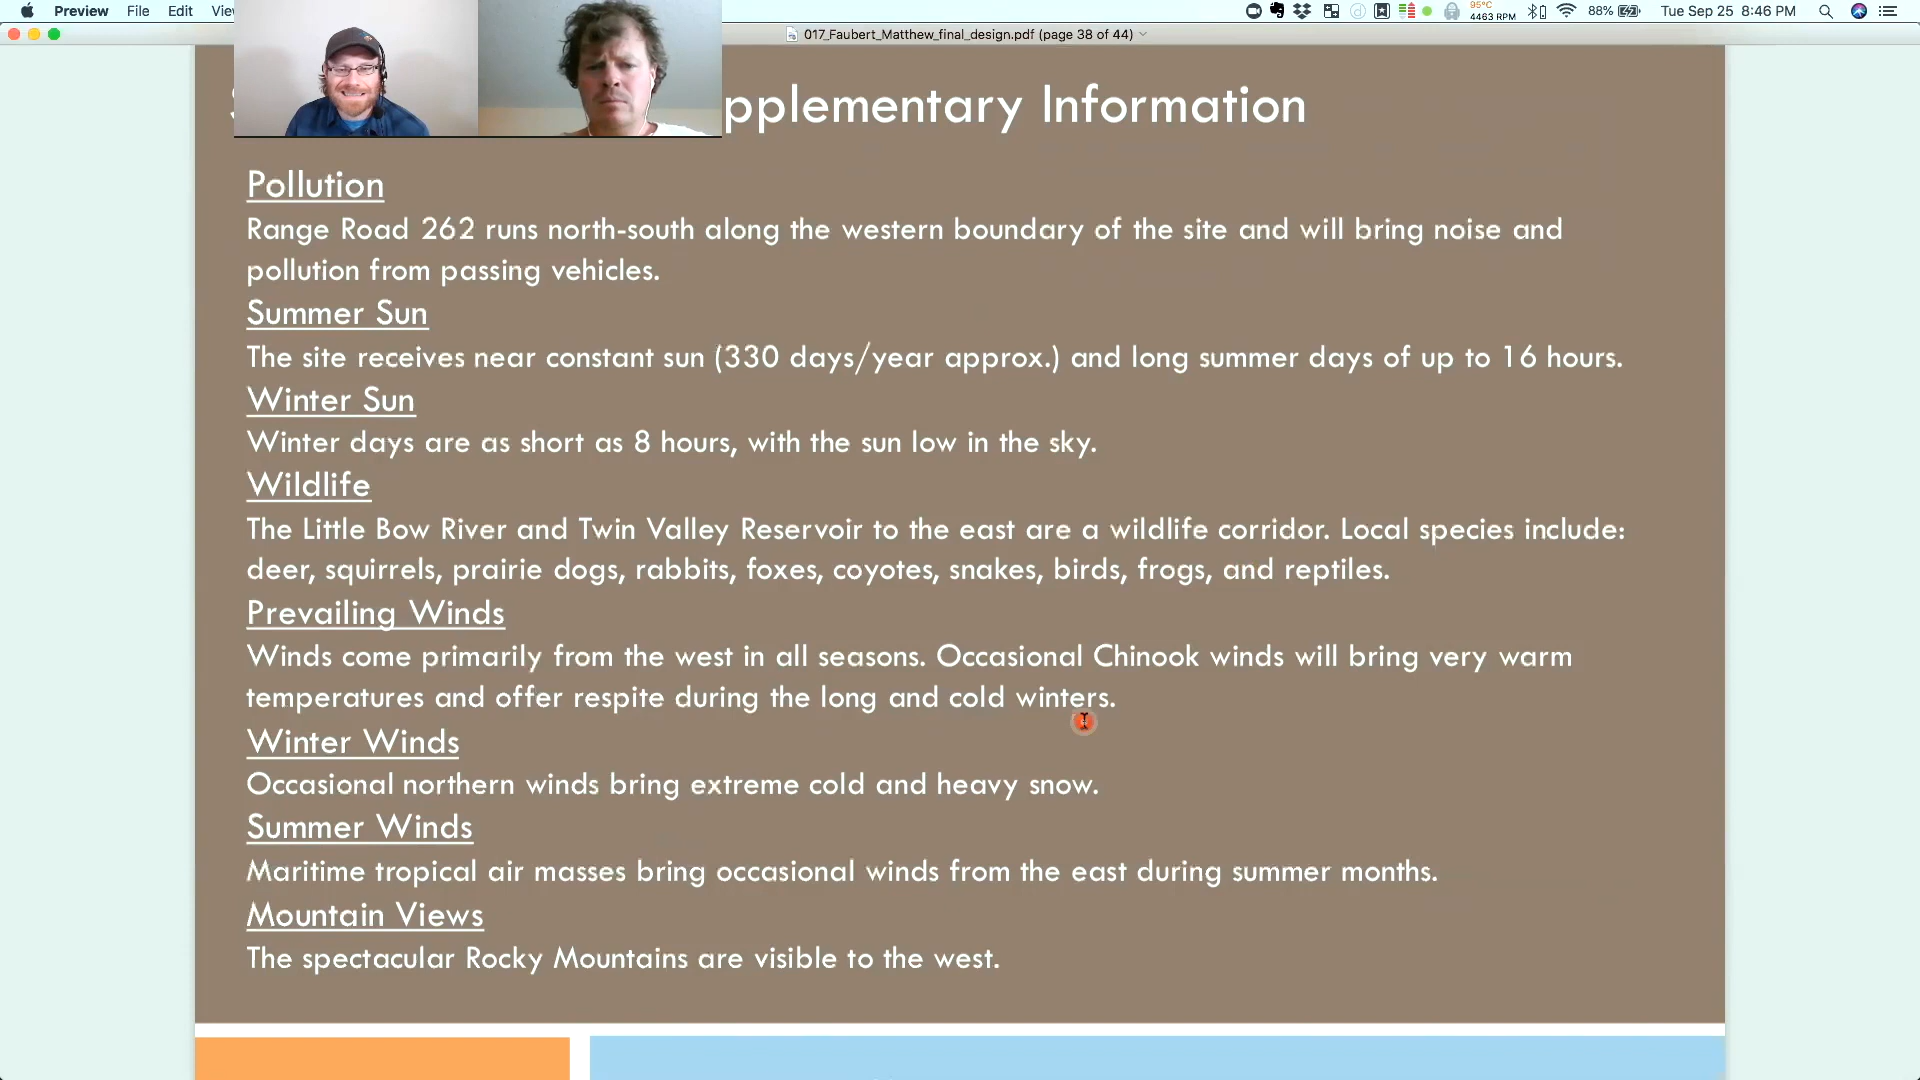 Preview File Edit
95°C
4463 RPM
88%
Tue Sep 25 8:46 PM
017_Faubert_Matthew_final_design.pdf (page 38 of 44)
Information
Pollution
Range Road 262 runs north-south along the western boundary of the site and will bring noise and
pollution from passing vehicles.
Summer Sun
The site receives near constant sun (330 days/year approx.) and long summer days of up to 16 hours.
Winter Sun
Winter days are as short as 8 hours, with the sun low in the sky.
Wildlife
The Little Bow River and Twin Valley Reservoir to the east are a wildlife corridor. Local species include:
deer, squirrels, prairie dogs, rabbits, foxes, coyotes, snakes, birds, frogs, and reptiles.
Prevailing Winds
Winds come primarily from the west in all seasons. Occasional Chinook winds will bring very warm
temperatures and offer respite during the long and cold winters.
Winter Winds
Occasional northern winds bring extreme cold and heavy snow.
Summer Winds
Maritime tropical air masses bring occasional winds from the east during summer months.
Mountain Views
The spectacular Rocky Mountains are visible to the west.